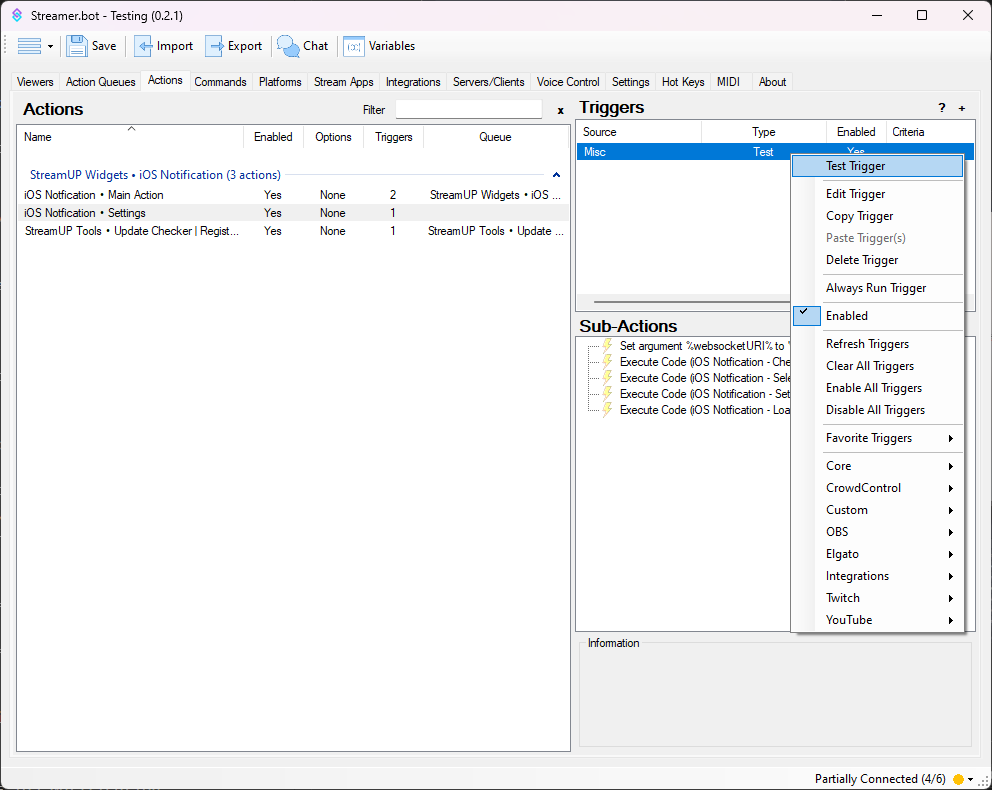 Streamer.bot - Testing (0.2.1)
Save Import Export Chat Variables
Viewers Action Queues Actions Commands Platforms Stream Apps Integrations Servers/Clients Voice Control Settings Hot Keys MIDI About
Actions Filter x
Name Enabled Options Triggers Queue
StreamUP Widgets • iOS Notification (3 actions)
iOS Notfication • Main Action Yes None 2 StreamUP Widgets • iOS ...
iOS Notfication • Settings Yes None 1
StreamUP Tools • Update Checker | Regist... Yes None 1 StreamUP Tools • Update ...
Triggers ? +
Source Type Enabled Criteria
Misc Test Yes
Test Trigger
Edit Trigger
Copy Trigger
Paste Trigger(s)
Delete Trigger
Always Run Trigger
Enabled
Refresh Triggers
Clear All Triggers
Enable All Triggers
Disable All Triggers
Favorite Triggers
Core
CrowdControl
Custom
OBS
Elgato
Integrations
Twitch
YouTube
Sub-Actions
Set argument %websocketURI% to '
Execute Code (iOS Notfication - Che
Execute Code (iOS Notfication - Sele
Execute Code (iOS Notification - Set
Execute Code (iOS Notfication - Loa
Information
Partially Connected (4/6)